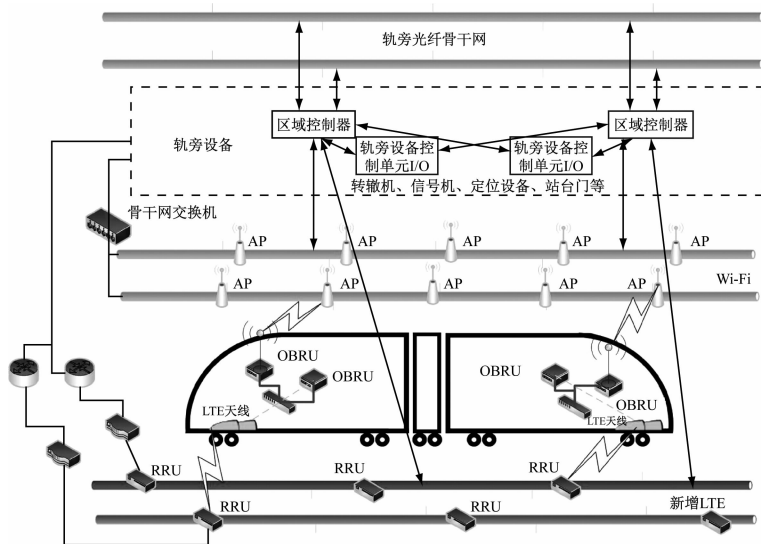 轨旁光纤骨干网
区域控制器
区域控制器
轨旁设备
轨旁设备控
制单元I/O
轨旁设备控
制单元I/O
转辙机、信号机、定位设备、站台门等
骨干网交换机
AP
AP
AP
AP
AP
Wi-Fi
AP
AP
AP
AP
AP
OBRU
OBRU
OBRU
OBRU
LTE天线
LTE天线
RRU
RRU
RRU
RRU
RRU
新增LTE